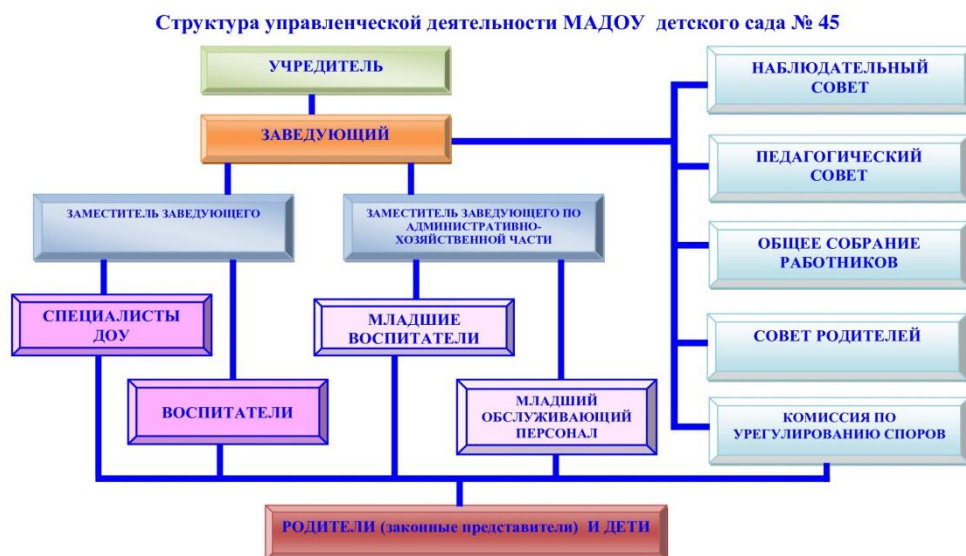 Структура управленческой деятельности МАДОУ детского сада № 45
УЧРЕДИТЕЛЬ
ЗАВЕДУЮЩИЙ
ЗАМЕСТИТЕЛЬ ЗАВЕДУЮЩЕГО
ЗАМЕСТИТЕЛЬ ЗАВЕДУЮЩЕГО ПО
АДМИНИСТРАТИВНО-
ХОЗЯЙСТВЕННОЙ ЧАСТИ
СПЕЦИАЛИСТЫ
ДОУ
ВОСПИТАТЕЛИ
МЛАДШИЕ
ВОСПИТАТЕЛИ
МЛАДШИЙ
ОБСЛУЖИВАЮЩИЙ
ПЕРСОНАЛ
НАБЛЮДАТЕЛЬНЫЙ
СОВЕТ
ПЕДАГОГИЧЕСКИЙ
СОВЕТ
ОБЩЕЕ СОБРАНИЕ
РАБОТНИКОВ
СОВЕТ РОДИТЕЛЕЙ
КОМИССИЯ ПО
УРЕГУЛИРОВАНИЮ СПОРОВ
РОДИТЕЛИ (законные представители) И ДЕТИ